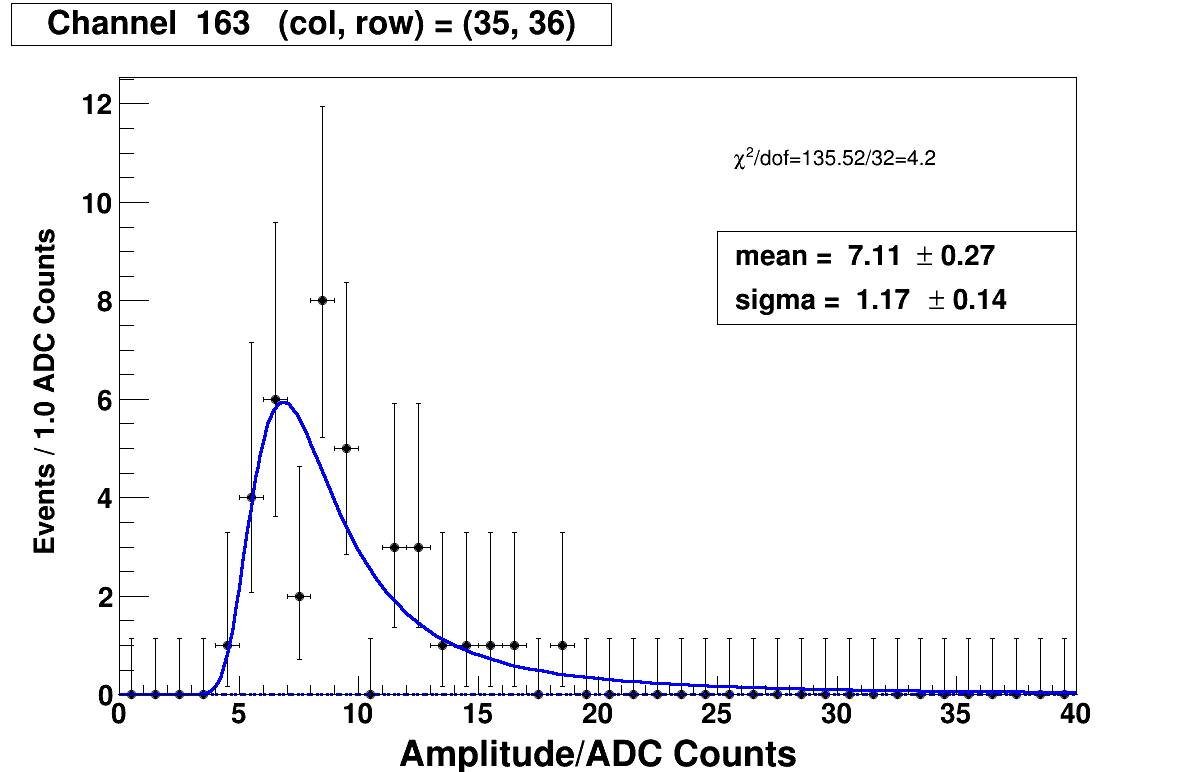 Channel 163 (col, row) = (35, 36)
χ²/dof=135.52/32=4.2
mean = 7.11 ± 0.27
sigma = 1.17 ± 0.14
Events / 1.0 ADC Counts
12
10
8
6
4
2
0
0 5 10 15 20 25 30 35 40
Amplitude/ADC Counts